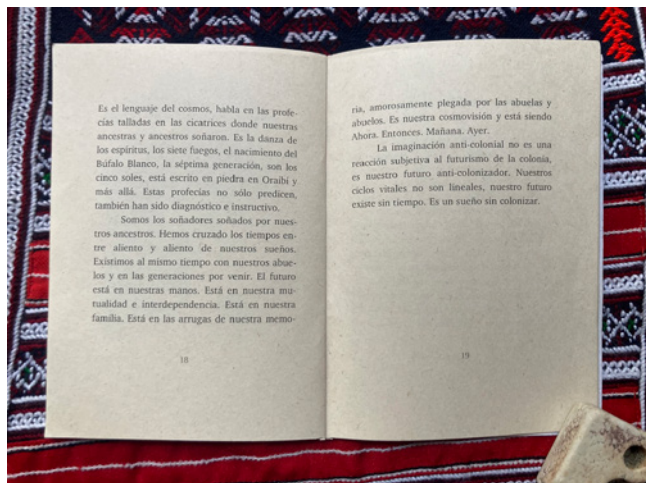 Es el lenguaje del cosmos, habla en las profe-
cías talladas en las cicatrices donde nuestras
ancestras y ancestros soñaron. Es la danza de
los espíritus, los siete fuegos, el nacimiento del
Búfalo Blanco, la séptima generación, son los
cinco soles, está escrito en piedra en Oraibi y
más allá. Estas profecías no sólo predicen,
también han sido diagnóstico e instructivo.
Somos los soñadores soñados por nues-
tros ancestros. Hemos cruzado los tiempos en-
tre aliento y aliento de nuestros sueños.
Existimos al mismo tiempo con nuestros abue-
los y en las generaciones por venir. El futuro
está en nuestras manos. Está en nuestra mu-
tualidad e interdependencia. Está en nuestra
familia. Está en las arrugas de nuestra memo-
18
ria, amorosamente plegada por las abuelas y
abuelos. Es nuestra cosmovisión y está siendo
Ahora. Entonces. Mañana. Ayer.
La imaginación anti-colonial no es una
reacción subjetiva al futurismo de la colonia,
es nuestro futuro anti-colonizador. Nuestros
ciclos vitales no son lineales, nuestro futuro
existe sin tiempo. Es un sueño sin colonizar.
19